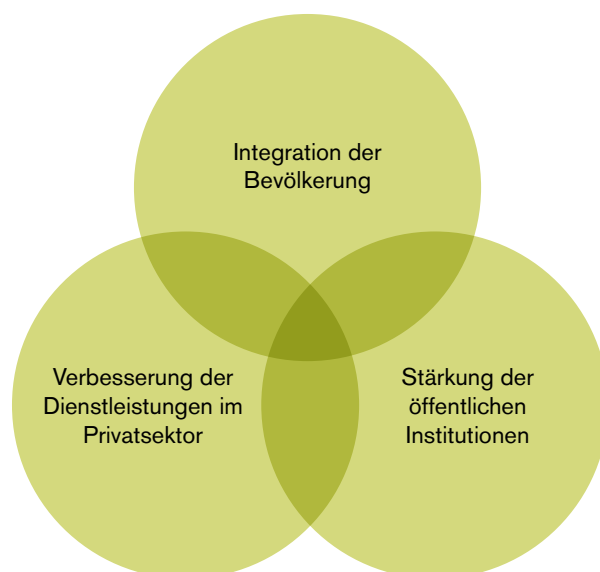 Integration der
Bevölkerung
Verbesserung der
Dienstleistungen im
Privatsektor
Stärkung der
öffentlichen
Institutionen